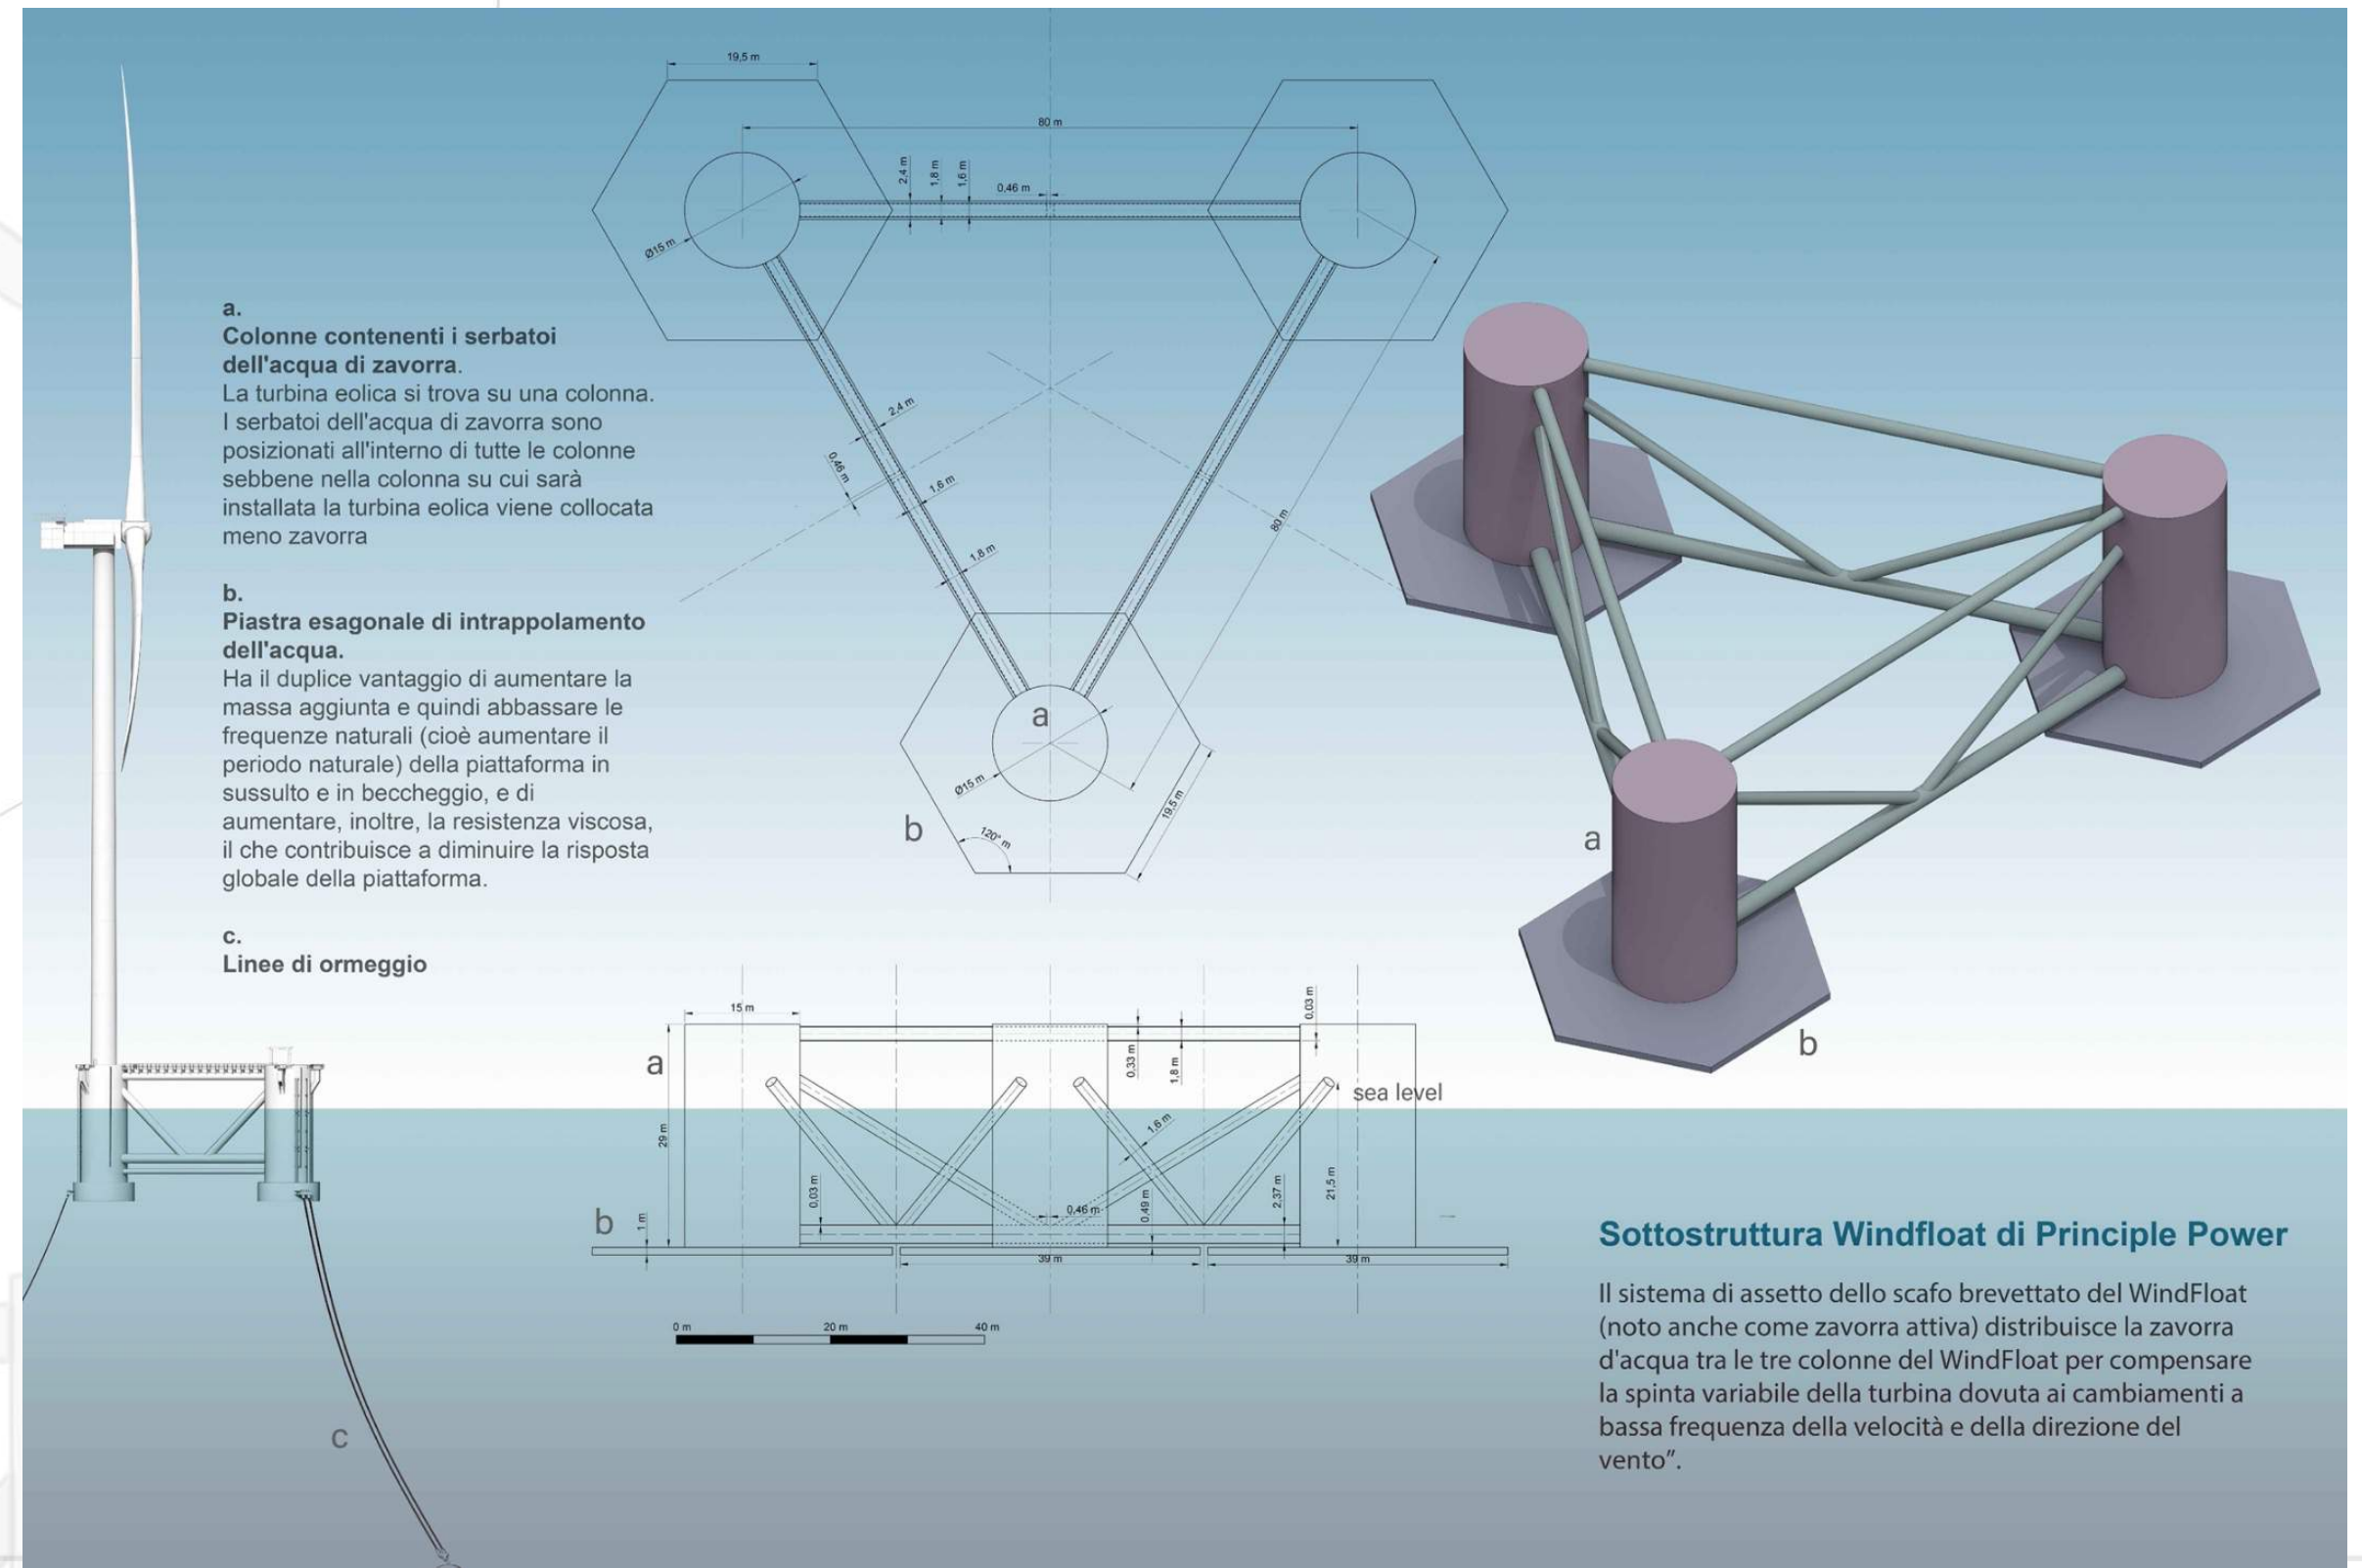 19,5 m
80 m
2,4 m
1,8 m
1,6 m
0,46 m
Ø15 m
a.
Colonne contenenti i serbatoi
dell'acqua di zavorra.
La turbina eolica si trova su una colonna.
I serbatoi dell'acqua di zavorra sono
posizionati all'interno di tutte le colonne
sebbene nella colonna su cui sarà
installata la turbina eolica viene collocata
meno zavorra
b.
Piastra esagonale di intrappolamento
dell'acqua.
Ha il duplice vantaggio di aumentare la
massa aggiunta e quindi abbassare le
frequenze naturali (cioè aumentare il
periodo naturale) della piattaforma in
sussulto e in beccheggio, e di
aumentare, inoltre, la resistenza viscosa,
il che contribuisce a diminuire la risposta
globale della piattaforma.
c.
Linee di ormeggio
2,4 m
0,46 m
1,6 m
1,8 m
80 m
a
Ø15 m
19,5 m
b
120° m
a
b
15 m
0,03 m
a
0,33 m
1,8 m
sea level
29 m
1,6 m
0,03 m
21,5 m
b
1 m
0,46 m
0,49 m
2,37 m
39 m
39 m
0 m
20 m
40 m
c
Sottostruttura Windfloat di Principle Power
Il sistema di assetto dello scafo brevettato del WindFloat
(noto anche come zavorra attiva) distribuisce la zavorra
d'acqua tra le tre colonne del WindFloat per compensare
la spinta variabile della turbina dovuta ai cambiamenti a
bassa frequenza della velocità e della direzione del
vento”.